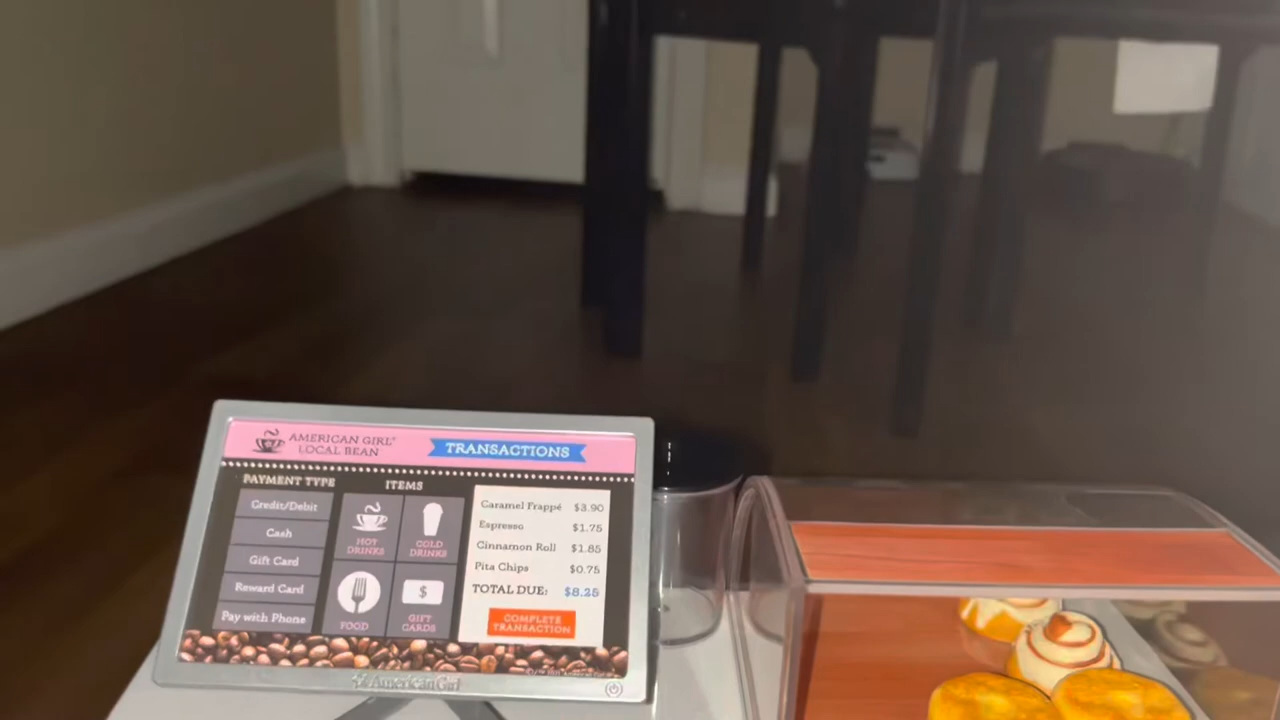 AMERICAN GIRL®
LOCAL BEAN
TRANSACTIONS
PAYMENT TYPE
Credit/Debit
Cash
Gift Card
Reward Card
Pay with Phone
ITEMS
HOT
DRINKS
COLD
DRINKS
FOOD
$
GIFT
CARDS
Caramel Frappé $3.90
Espresso $1.75
Cinnamon Roll $1.85
Pita Chips $0.75
TOTAL DUE: $8.25
COMPLETE
TRANSACTION
AmericanGirl